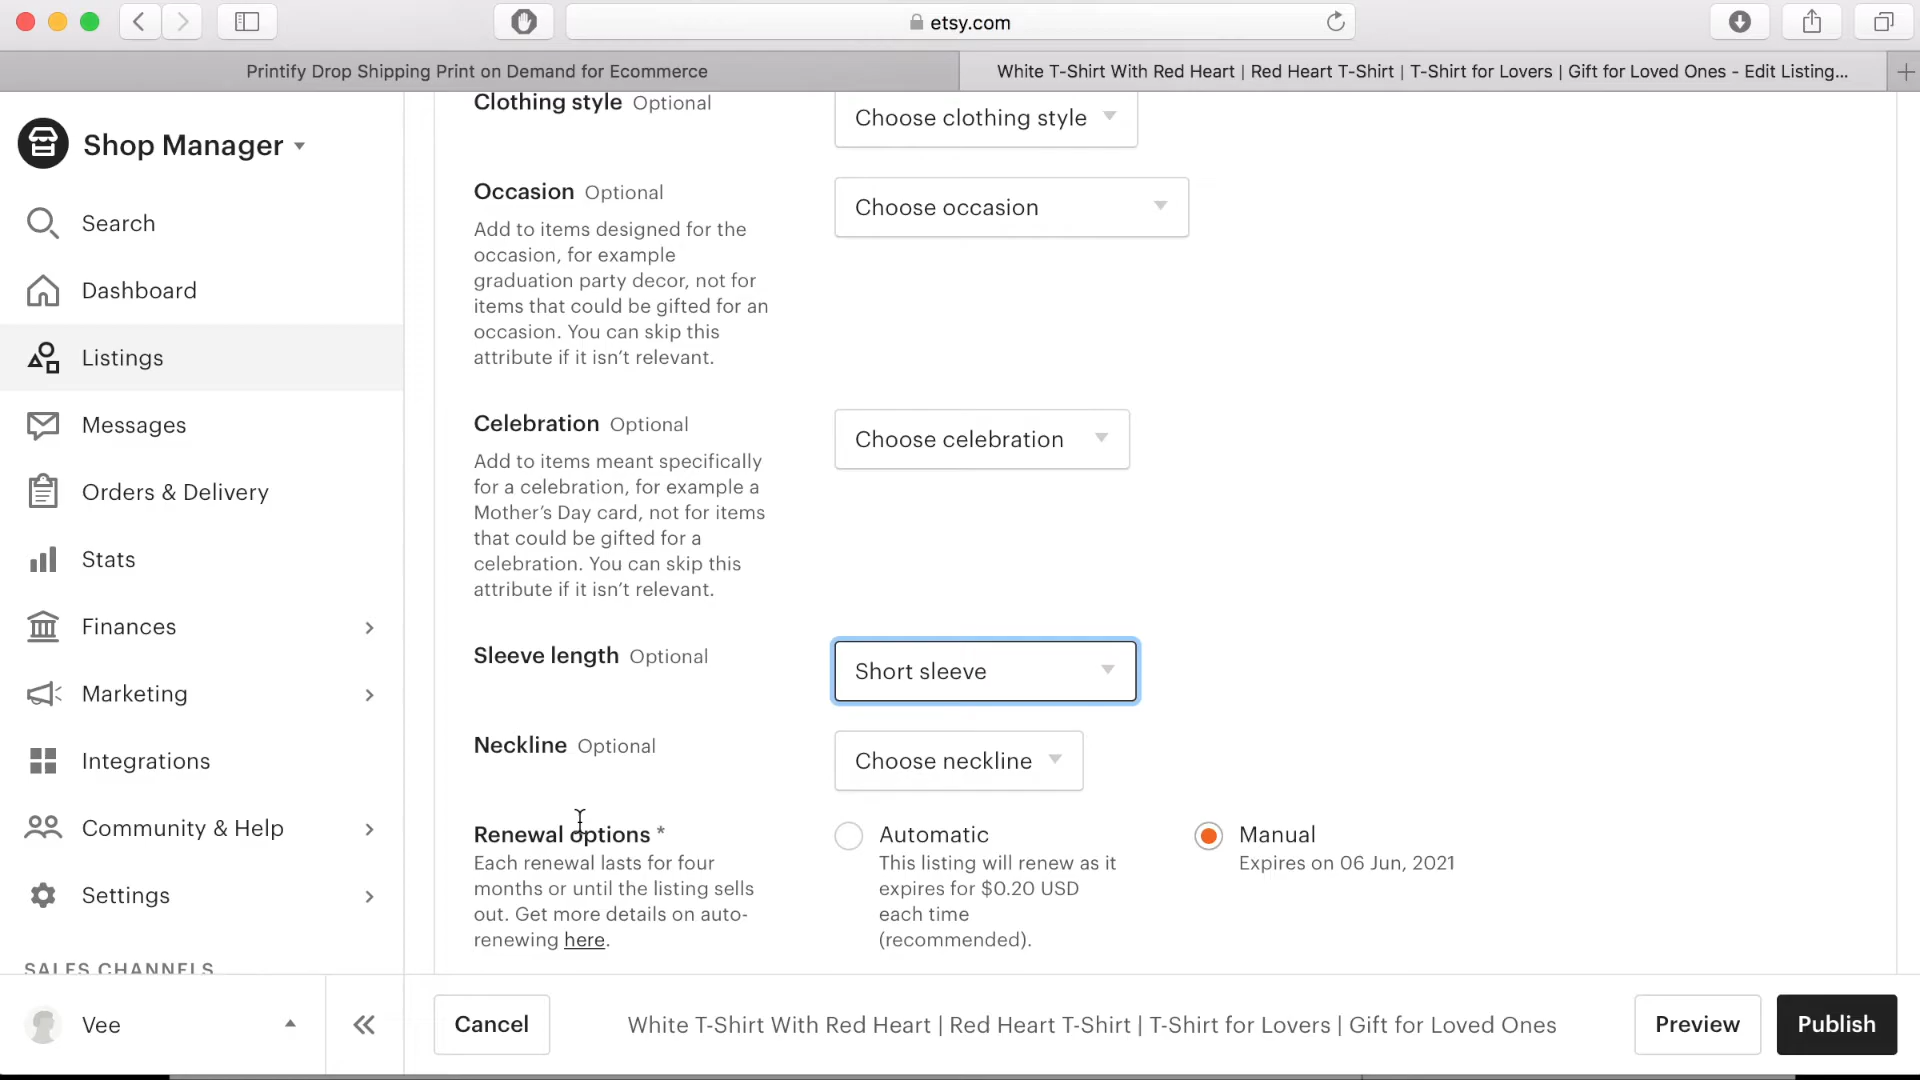 etsy.com
Printify Drop Shipping Print on Demand for Ecommerce
White T-Shirt With Red Heart | Red Heart T-Shirt | T-Shirt for Lovers | Gift for Loved Ones - Edit Listing...
Shop Manager
Search
Dashboard
Listings
Messages
Orders & Delivery
Stats
Finances
Marketing
Integrations
Community & Help
Settings
SALES CHANNELS
Vee
Clothing style Optional
Choose clothing style
Occasion Optional
Choose occasion
Add to items designed for the
occasion, for example
graduation party decor, not for
items that could be gifted for an
occasion. You can skip this
attribute if it isn't relevant.
Celebration Optional
Choose celebration
Add to items meant specifically
for a celebration, for example a
Mother's Day card, not for items
that could be gifted for a
celebration. You can skip this
attribute if it isn't relevant.
Sleeve length Optional
Short sleeve
Neckline Optional
Choose neckline
Renewal options *
Each renewal lasts for four
months or until the listing sells
out. Get more details on auto-
renewing here.
Automatic
This listing will renew as it
expires for $0.20 USD
each time
(recommended).
Manual
Expires on 06 Jun, 2021
Cancel
White T-Shirt With Red Heart | Red Heart T-Shirt | T-Shirt for Lovers | Gift for Loved Ones
Preview
Publish